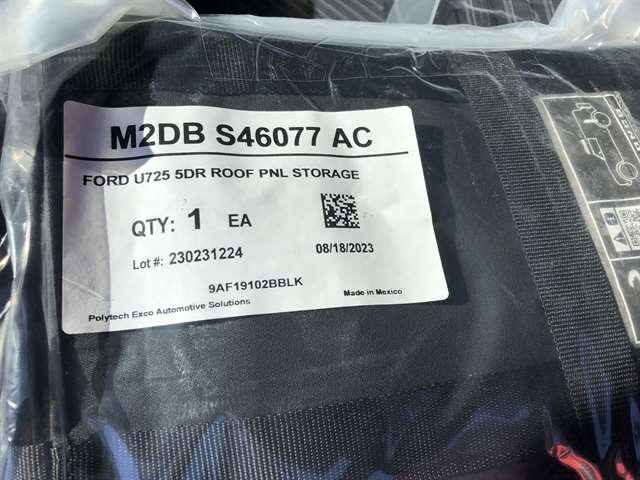 M2DB S46077 AC
FORD U725 5DR ROOF PNL STORAGE
QTY: 1 EA
Lot #: 230231224
08/18/2023
9AF19102BBLK
Polytech Exco Automotive Solutions
Made in Mexico